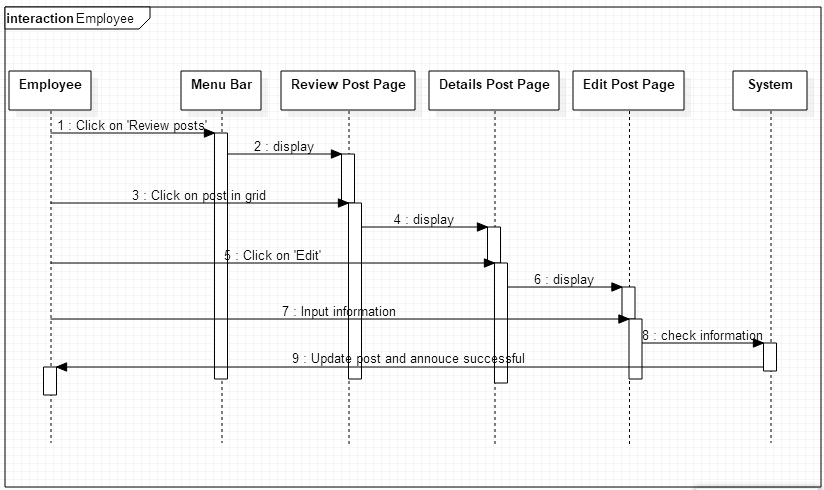 interaction Employee
Employee
Menu Bar
Review Post Page
Details Post Page
Edit Post Page
System
1 : Click on 'Review posts'
2 : display
3 : Click on post in grid
4 : display
5 : Click on 'Edit'
6 : display
7 : Input information
8 : check information
9 : Update post and annouce successful